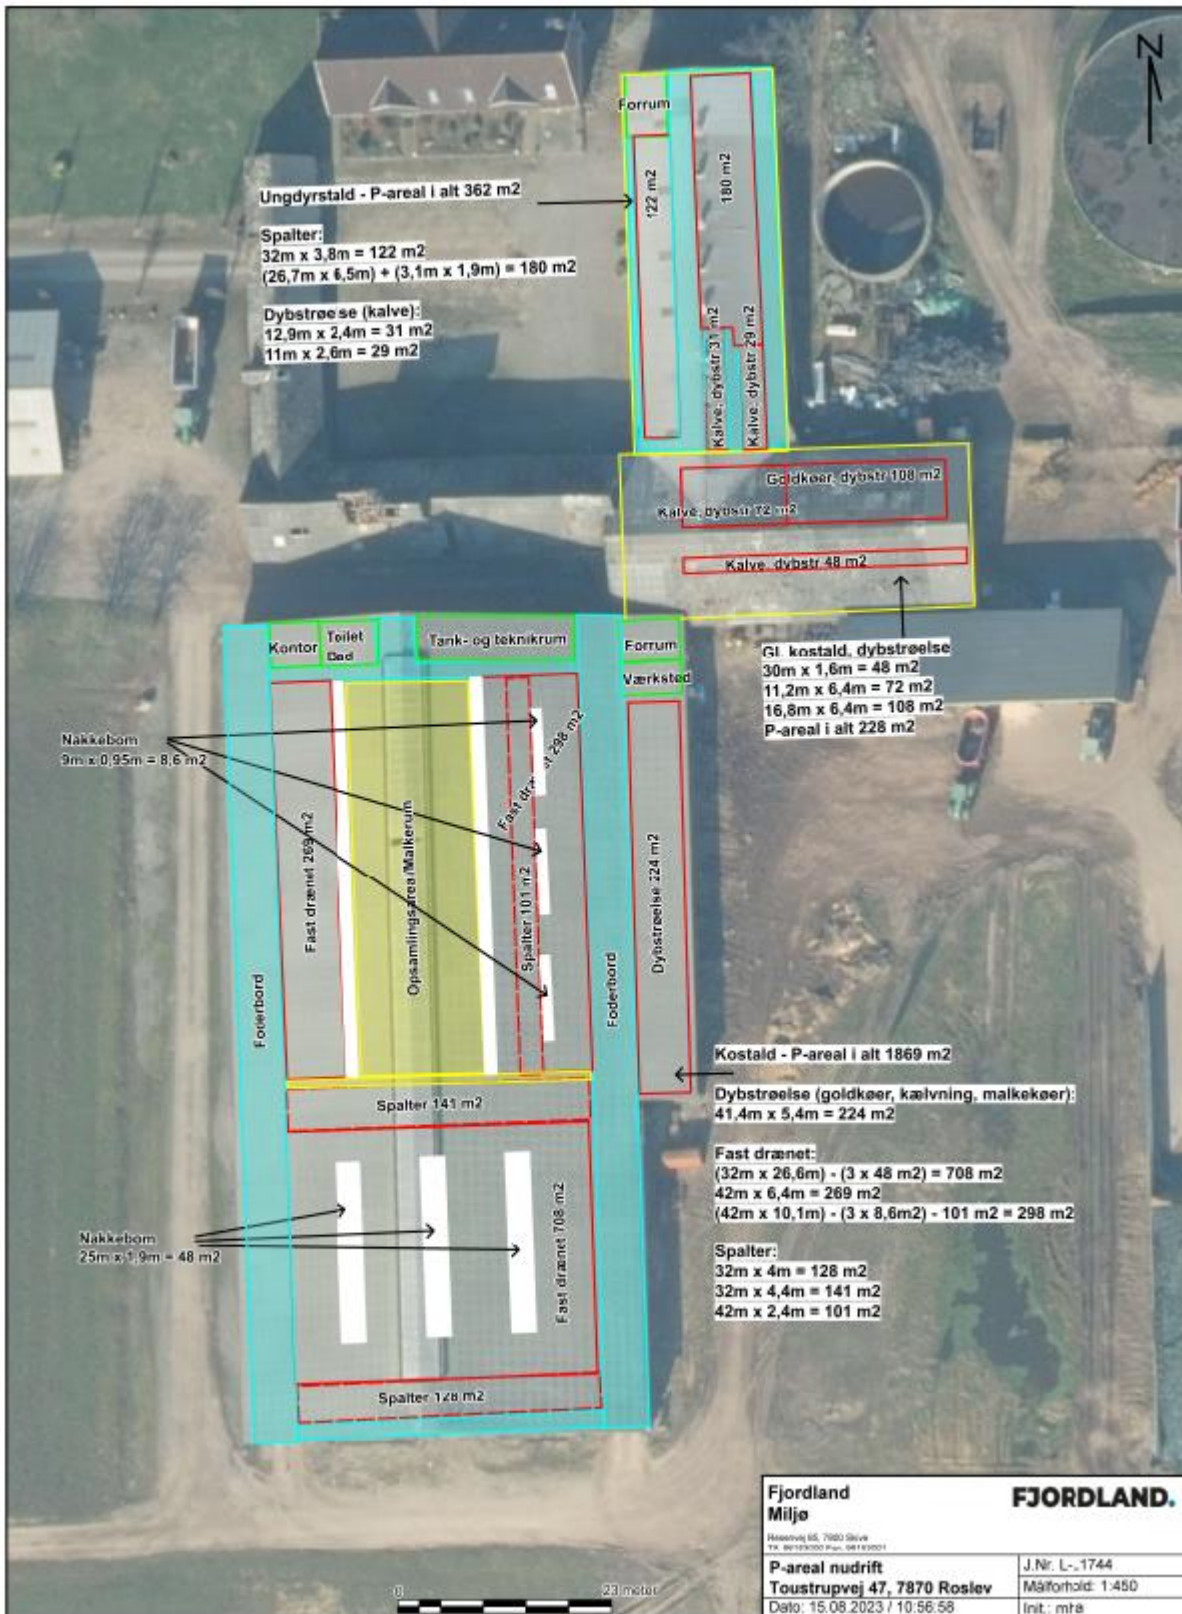 N
Forrum
122 m2
180 m2
Ungdyrstald - P-areal i alt 362 m2
Spalter:
32m x 3,8m = 122 m2
(26,7m x 6,5m) + (3,1m x 1,9m) = 180 m2
Dybstrøelse (kalve):
12,9m x 2,4m = 31 m2
11m x 2,6m = 29 m2
Kalve, dybstr 31 m2
Kalve, dybstr 29 m2
Goldkøer, dybstr 108 m2
Kalve, dybstr 72 m2
Kalve, dybstr 48 m2
Gl. kostald, dybstrøelse
30m x 1,6m = 48 m2
11,2m x 6,4m = 72 m2
16,8m x 6,4m = 108 m2
P-areal i alt 228 m2
Kontor
Toilet
Bad
Tank- og teknikrum
Forrum
Værksted
Nakkebom
9m x 0,95m = 8,6 m2
Fast drænet 269 m2
Opsamlingsarea/Malkerum
Spalter 101 m2
Fast dræ 298 m2
Dybstrøelse 224 m2
Foderbord
Foderbord
Kostald - P-areal i alt 1869 m2
Dybstrøelse (goldkøer, kælvning, malkekøer):
41,4m x 5,4m = 224 m2
Fast drænet:
(32m x 26,6m) - (3 x 48 m2) = 708 m2
42m x 6,4m = 269 m2
(42m x 10,1m) - (3 x 8,6m2) - 101 m2 = 298 m2
Spalter:
32m x 4m = 128 m2
32m x 4,4m = 141 m2
42m x 2,4m = 101 m2
Spalter 141 m2
Nakkebom
25m x 1,9m = 48 m2
Fast drænet 708 m2
Spalter 128 m2
0 23 meter
Fjordland
Miljø
FJORDLAND.
P-areal nudrift
Toustrupvej 47, 7870 Roslev
Dato: 15.08.2023 / 10:56:58
J.Nr. L-.1744
Målforhold: 1:450
Init.: